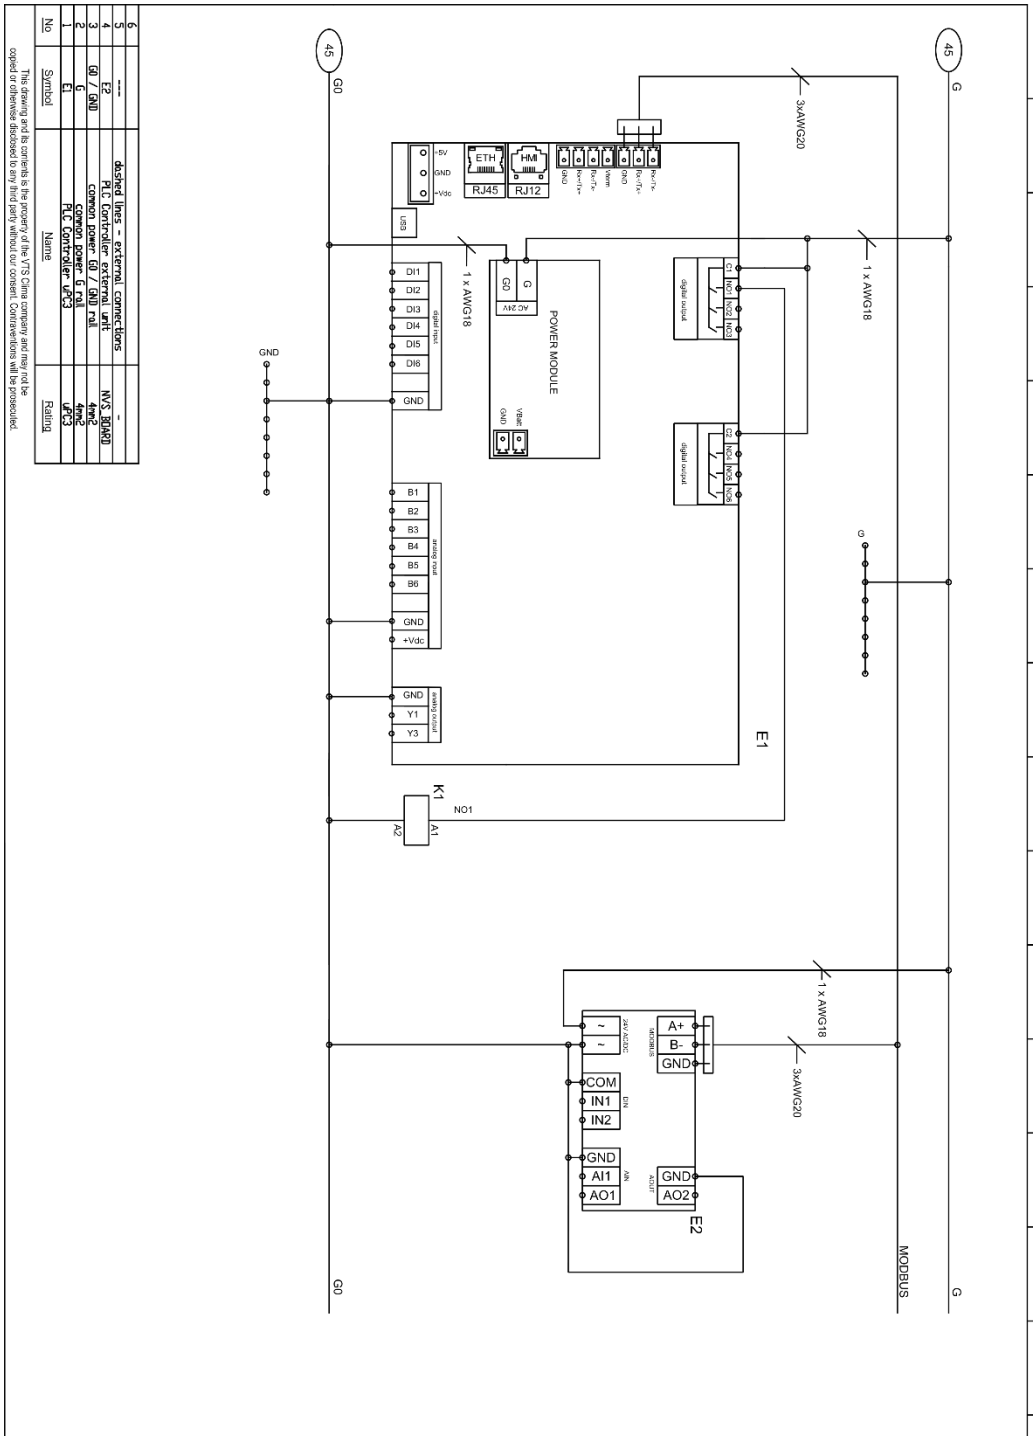 45
G
3xAWG20
45
G0
+5V
GND
+Vdc
ETH
RJ45
HMI
RJ12
GND
Rx+/Tx+
Rx-/Tx-
Vterm
GND
Rx+/Tx+
Rx-/Tx-
USB
1 x AWG18
G0
G
AC 24V
POWER MODULE
GND
VBatt
1 x AWG18
C1
NO1
NO2
NO3
digital output
C2
NO4
NO5
NO6
digital output
DI1
DI2
DI3
DI4
DI5
DI6
GND
digital input
GND
G
B1
B2
B3
B4
B5
B6
GND
+Vdc
analog input
GND
Y1
Y3
analog output
E1
K1
NO1
A2
A1
1 x AWG18
3xAWG20
24V AC/DC
~
~
MODBUS
A+
B-
GND
COM
IN1
IN2
DIN
GND
AI1
AO1
AIN
AOUT
GND
AO2
E2
MODBUS
G0
G
6
5 --- dashed lines - external connections -
4 E2 PLC Controller external unit NVS_BOARD
3 G0 / GND common power G0 / GND rail 4mm2
2 G common power G rail 4mm2
1 E1 PLC Controller uPC3 uPC3
No Symbol Name Rating
This drawing and its contents is the property of the VTS Clima company and may not be
copied or otherwise disclosed to any third party without our consent. Contraventions will be prosecuted.